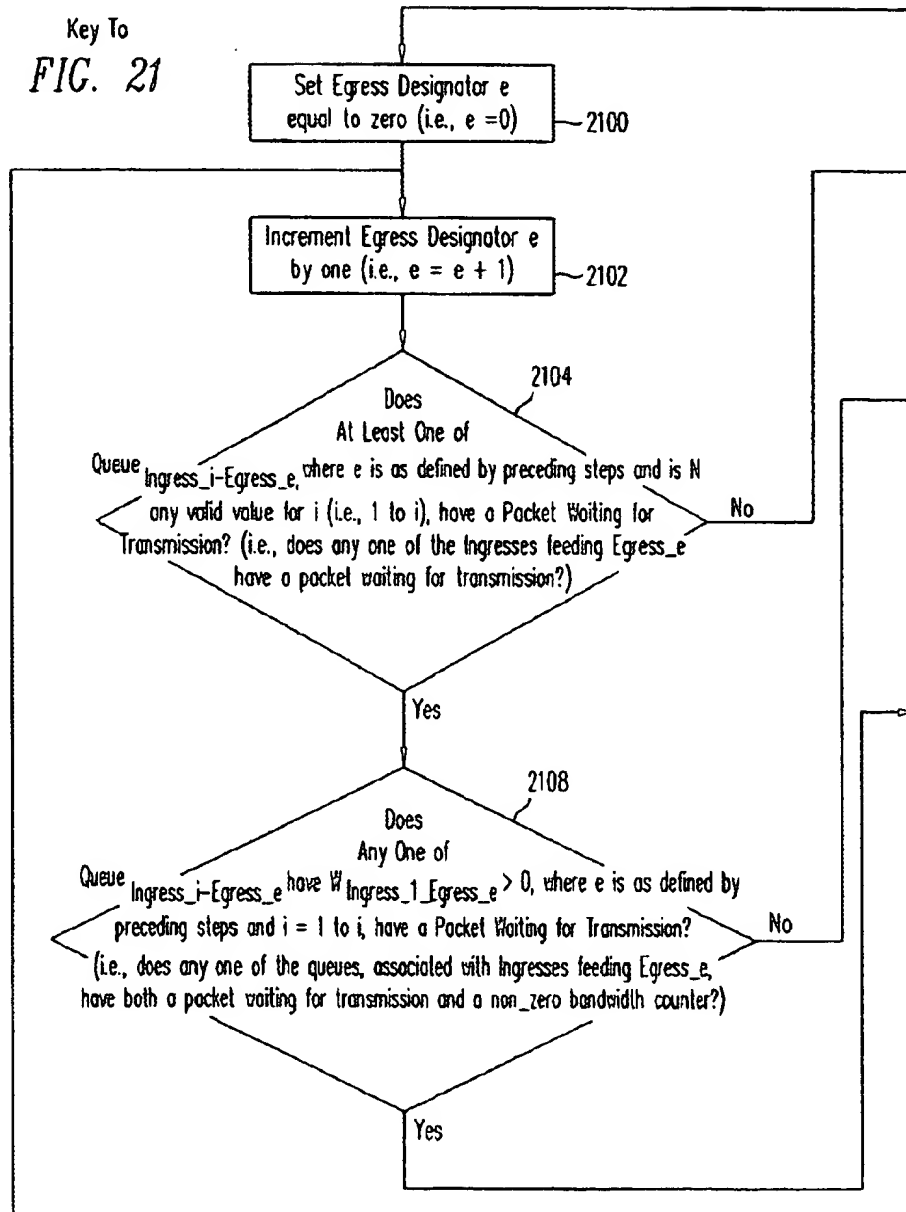 Key To
FIG. 21
Set Egress Designator e
equal to zero (i.e., e =0)
2100
Increment Egress Designator e
by one (i.e., e = e + 1)
2102
2104
Does
At Least One of
Queue Ingress_i-Egress_e, where e is as defined by preceding steps and is N
any valid value for i (i.e., 1 to i), have a Packet Waiting for
Transmission? (i.e., does any one of the Ingresses feeding Egress_e
have a packet waiting for transmission?)
No
Yes
2108
Does
Any One of
Queue Ingress_i-Egress_e have W Ingress_1_Egress_e > 0, where e is as defined by
preceding steps and i = 1 to i, have a Packet Waiting for Transmission?
(i.e., does any one of the queues, associated with Ingresses feeding Egress_e,
have both a packet waiting for transmission and a non_zero bandwidth counter?)
No
Yes